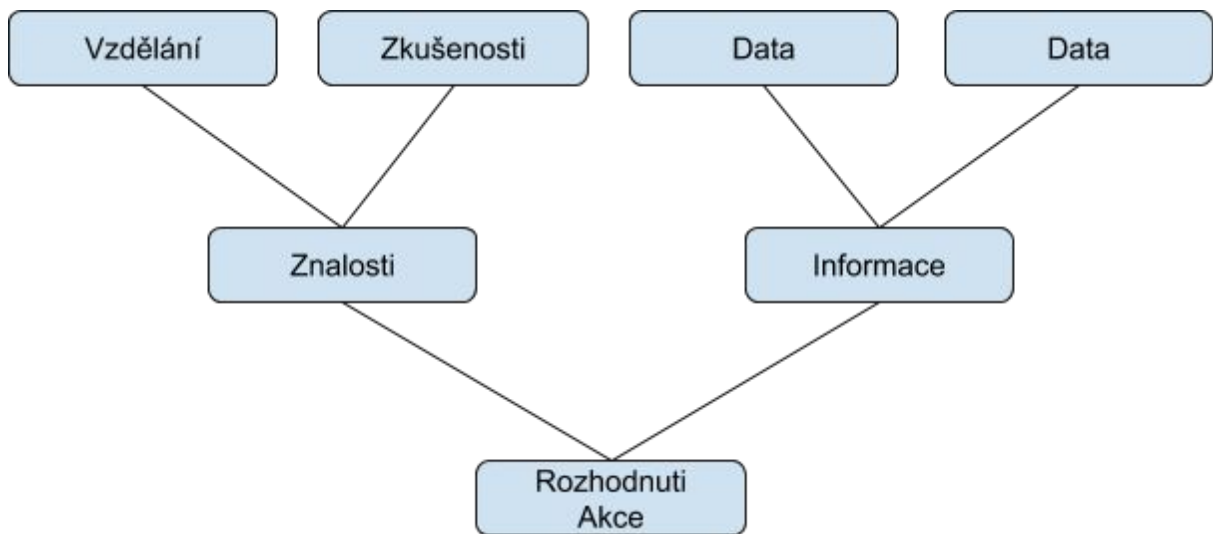 Vzdělání
Zkušenosti
Data
Data
Znalosti
Informace
Rozhodnuti
Akce